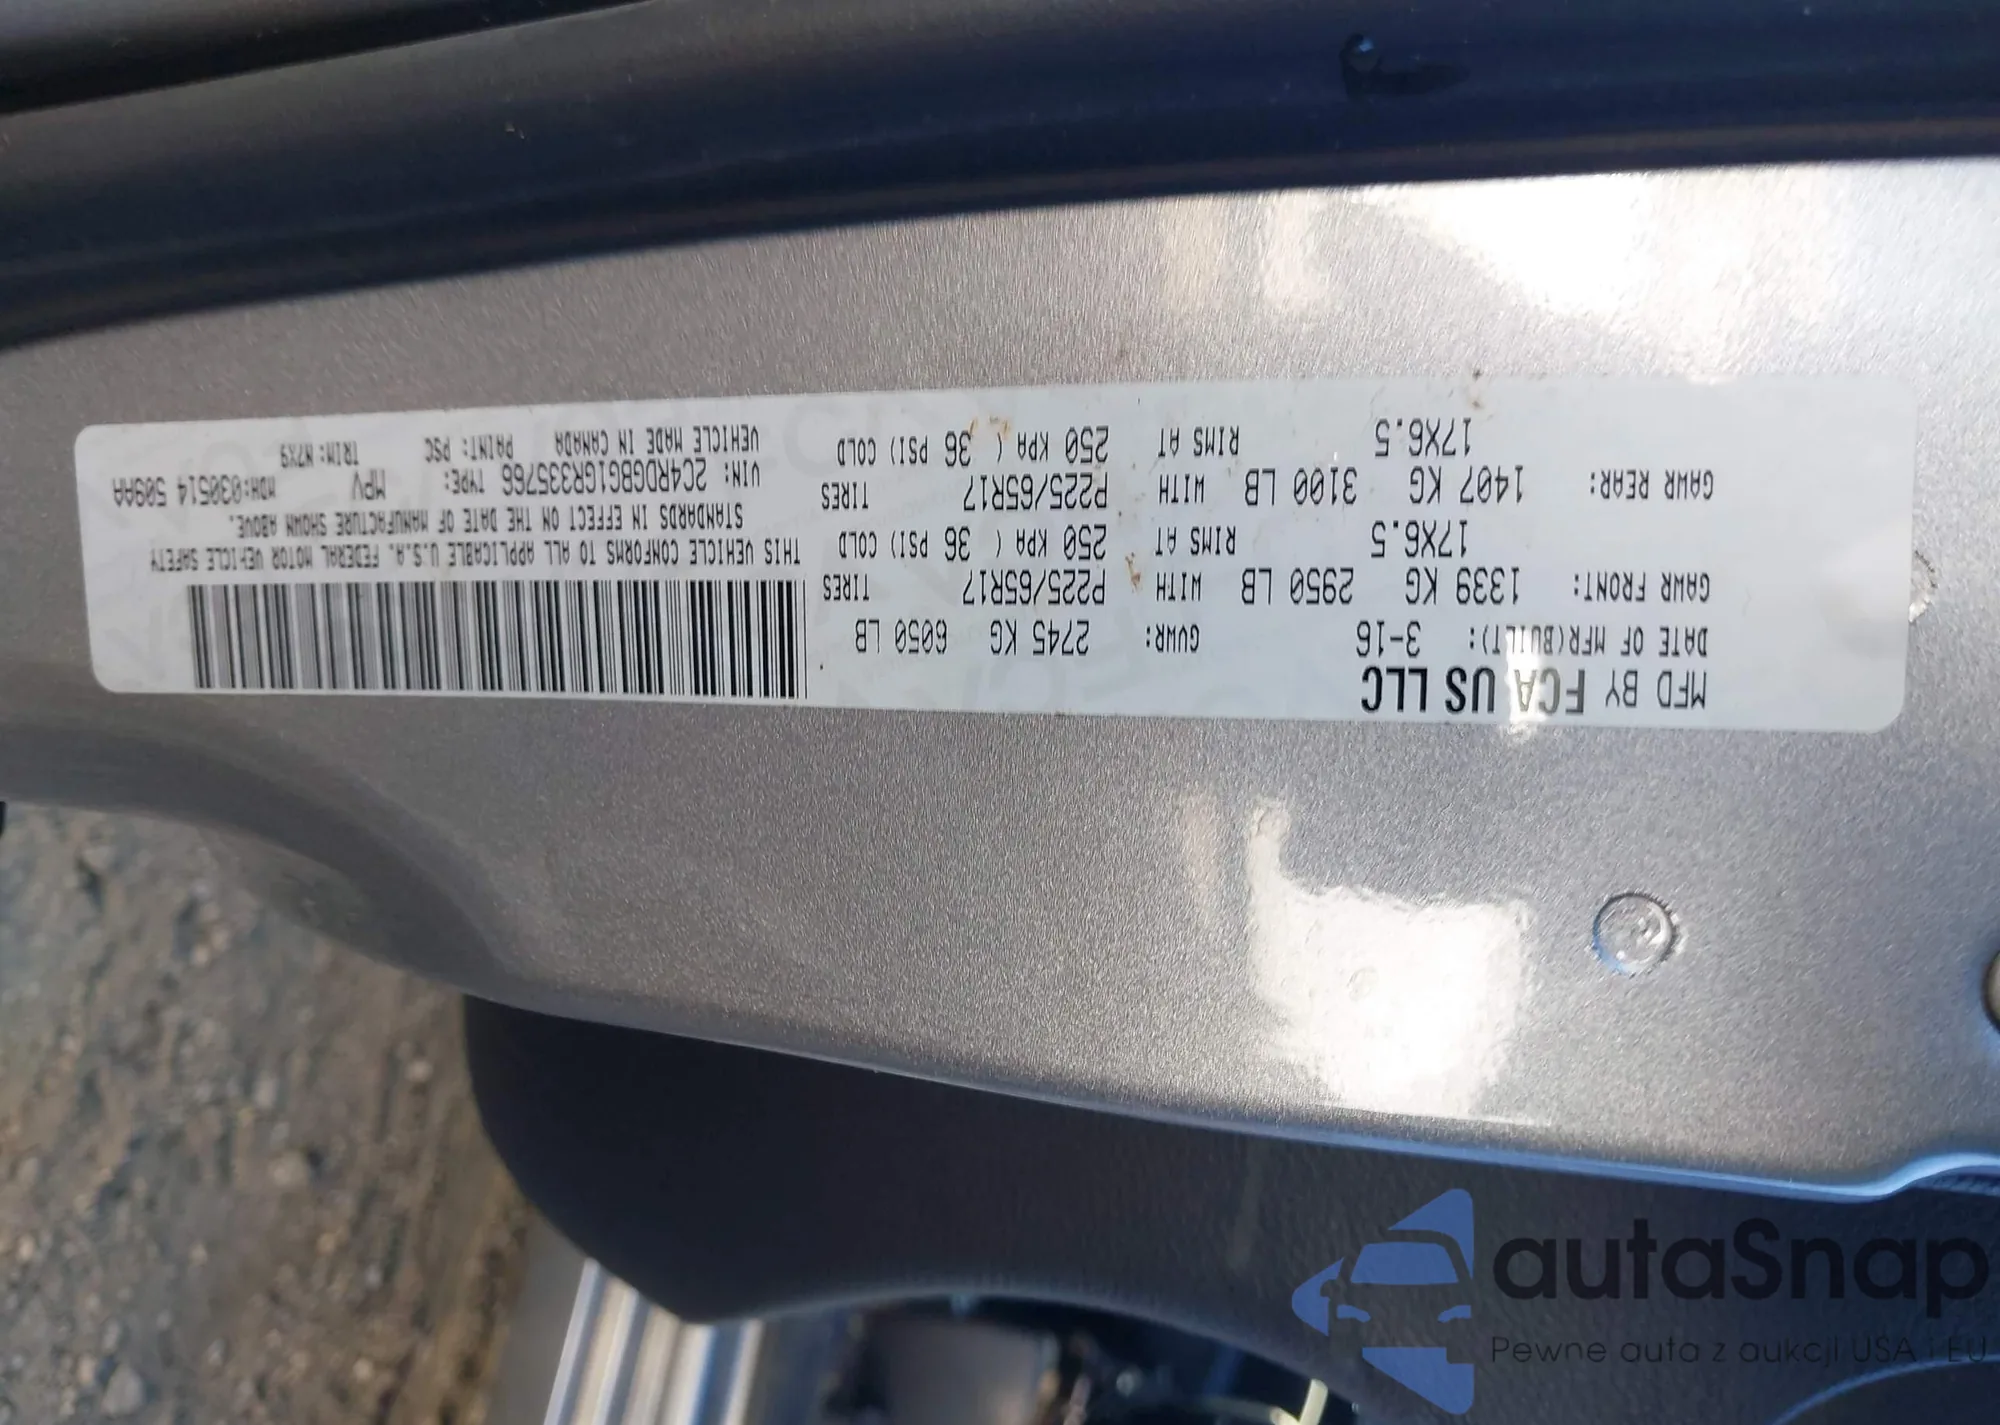 MFD BY FCA US LLC
DATE OF MFR(BUILT): 3-16 GVWR: 2745 KG 6050 LB
GAWR FRONT: 1339 KG 2950 LB WITH P225/65R17 TIRES
17X6.5 RIMS AT 250 KPA ( 36 PSI) COLD
GAWR REAR: 1407 KG 3100 LB WITH P225/65R17 TIRES
17X6.5 RIMS AT 250 KPA ( 36 PSI) COLD
THIS VEHICLE CONFORMS TO ALL APPLICABLE U.S.A. FEDERAL MOTOR VEHICLE SAFETY
STANDARDS IN EFFECT ON THE DATE OF MANUFACTURE SHOWN ABOVE.
VIN: 2C4RDGBG1GR335766 TYPE: MPV MDH:030514 509AA
VEHICLE MADE IN CANADA PAINT: PSC TRIM: M7X9
autaSnap
Pewne auta z aukcji USA i EU